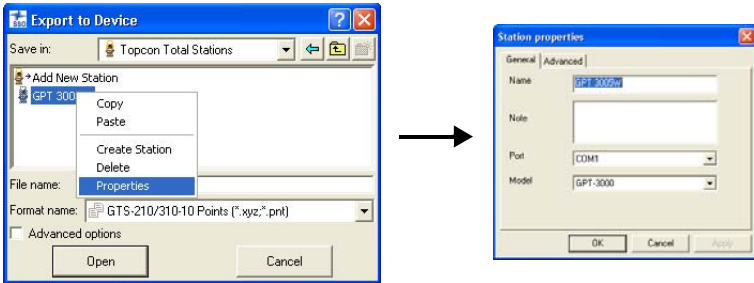 Export to Device
Save in:
Topcon Total Stations
Add New Station
GPT 300
Copy
Paste
Create Station
Delete
Properties
File name:
Format name:
GTS-210/310-10 Points (*.xyz;*.pnt)
Advanced options
Open
Cancel
Station properties
General
Advanced
Name
GPT 3005w
Note
Port
COM1
Model
GPT-3000
OK
Cancel
Apply